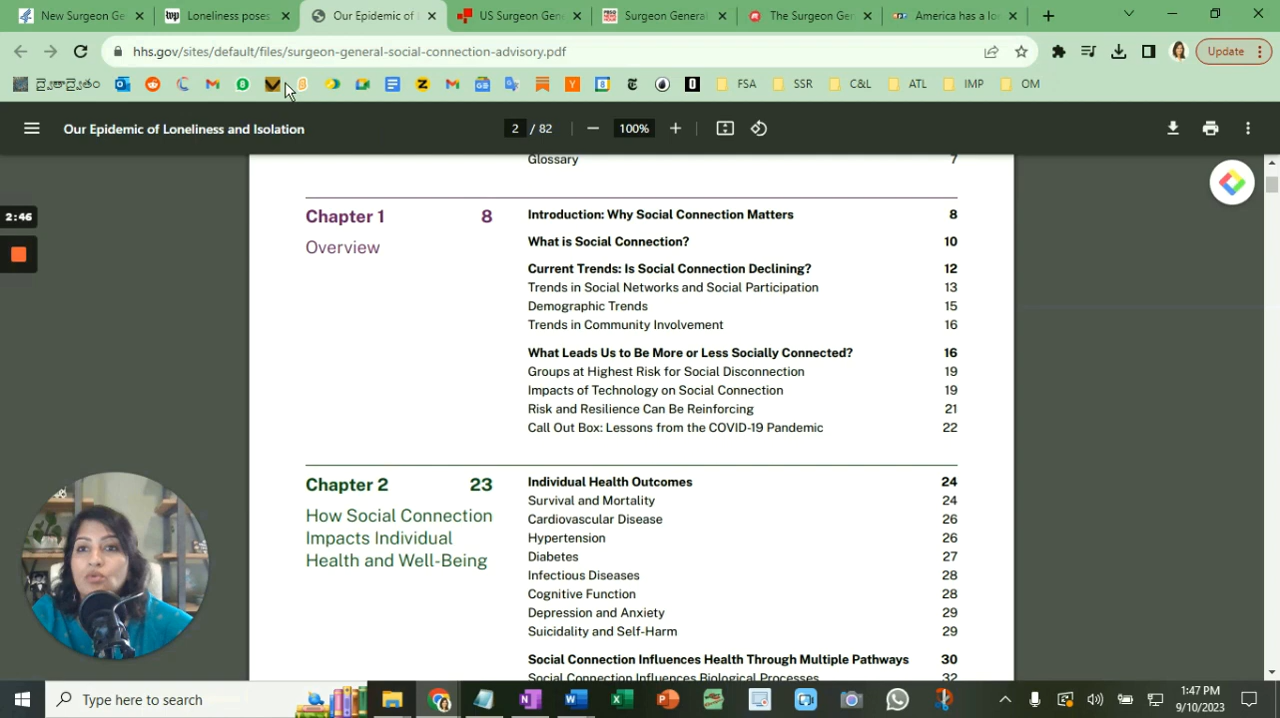 New Surgeon Ge
Loneliness poses
Our Epidemic of L
US Surgeon Gen
Surgeon General
The Surgeon Gen
America has a lo
hhs.gov/sites/default/files/surgeon-general-social-connection-advisory.pdf
Update
FSA
SSR
C&L
ATL
IMP
OM
Our Epidemic of Loneliness and Isolation
2 / 82
100%
Glossary 7
2:46
Chapter 1 8
Overview
Introduction: Why Social Connection Matters 8
What is Social Connection? 10
Current Trends: Is Social Connection Declining? 12
Trends in Social Networks and Social Participation 13
Demographic Trends 15
Trends in Community Involvement 16
What Leads Us to Be More or Less Socially Connected? 16
Groups at Highest Risk for Social Disconnection 19
Impacts of Technology on Social Connection 19
Risk and Resilience Can Be Reinforcing 21
Call Out Box: Lessons from the COVID-19 Pandemic 22
Chapter 2 23
How Social Connection
Impacts Individual
Health and Well-Being
Individual Health Outcomes 24
Survival and Mortality 24
Cardiovascular Disease 26
Hypertension 26
Diabetes 27
Infectious Diseases 28
Cognitive Function 28
Depression and Anxiety 29
Suicidality and Self-Harm 29
Social Connection Influences Health Through Multiple Pathways 30
Social Connection Influences Biological Processes 32
Type here to search
1:47 PM
9/10/2023